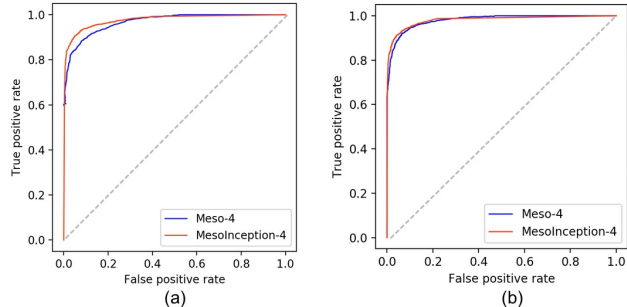 1.0
0.8
0.6
0.4
0.2
0.0
True positive rate
Meso-4
MesoInception-4
0.0 0.2 0.4 0.6 0.8 1.0
False positive rate
(a)
1.0
0.8
0.6
0.4
0.2
0.0
True positive rate
Meso-4
MesoInception-4
0.0 0.2 0.4 0.6 0.8 1.0
False positive rate
(b)